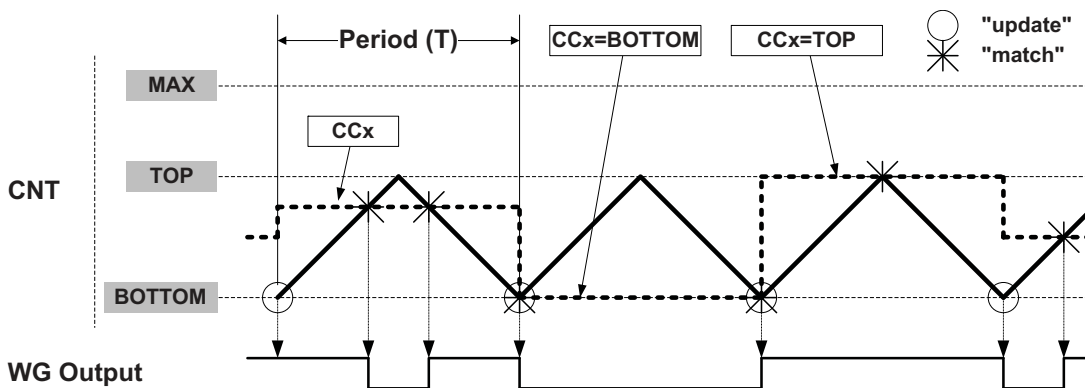 Period (T)
CCx=BOTTOM
CCx=TOP
"update"
"match"
MAX
CCx
TOP
CNT
BOTTOM
WG Output